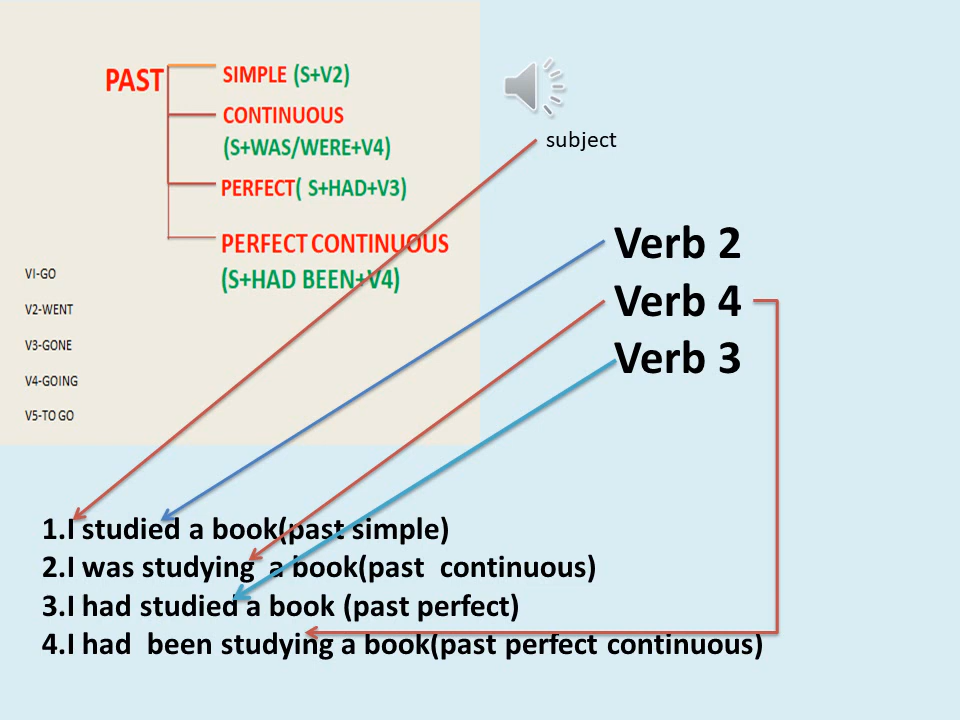 PAST
SIMPLE (S+V2)
CONTINUOUS
(S+WAS/WERE+V4)
PERFECT( S+HAD+V3)
PERFECT CONTINUOUS
(S+HAD BEEN+V4)
VI-GO
V2-WENT
V3-GONE
V4-GOING
V5-TO GO
subject
Verb 2
Verb 4
Verb 3
1.I studied a book(past simple)
2.I was studying  a book(past  continuous)
3.I had studied a book (past perfect)
4.I had  been studying a book(past perfect continuous)